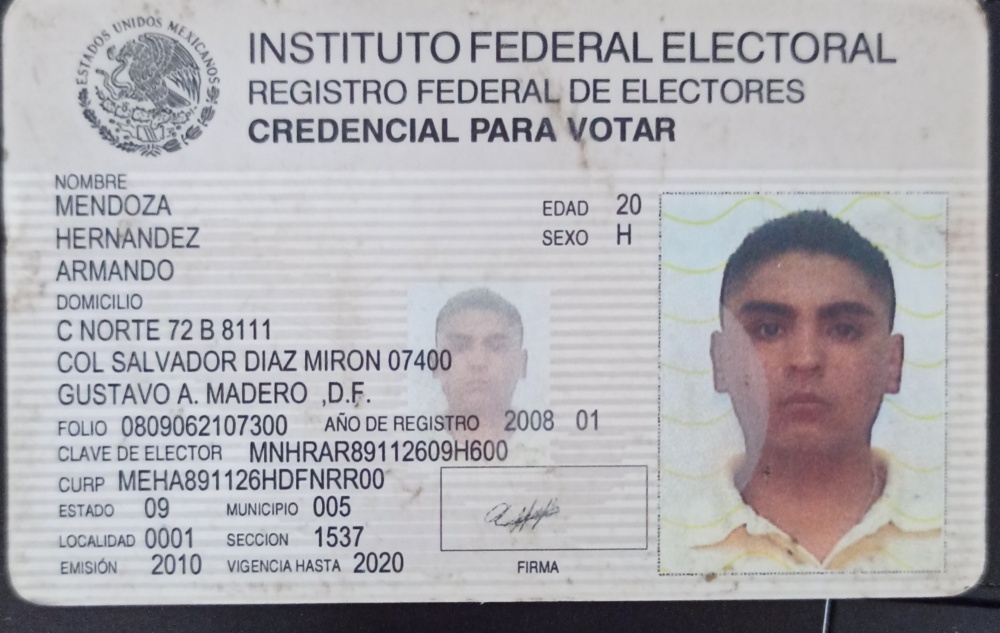 ESTADOS UNIDOS MEXICANOS
INSTITUTO FEDERAL ELECTORAL
REGISTRO FEDERAL DE ELECTORES
CREDENCIAL PARA VOTAR
NOMBRE
MENDOZA
HERNANDEZ
ARMANDO
EDAD 20
SEXO H
DOMICILIO
C NORTE 72 B 8111
COL SALVADOR DIAZ MIRON 07400
GUSTAVO A. MADERO ,D.F.
FOLIO 0809062107300 AÑO DE REGISTRO 2008 01
CLAVE DE ELECTOR MNHRAR89112609H600
CURP MEHA891126HDFNRR00
ESTADO 09 MUNICIPIO 005
LOCALIDAD 0001 SECCION 1537
EMISIÓN 2010 VIGENCIA HASTA 2020
FIRMA